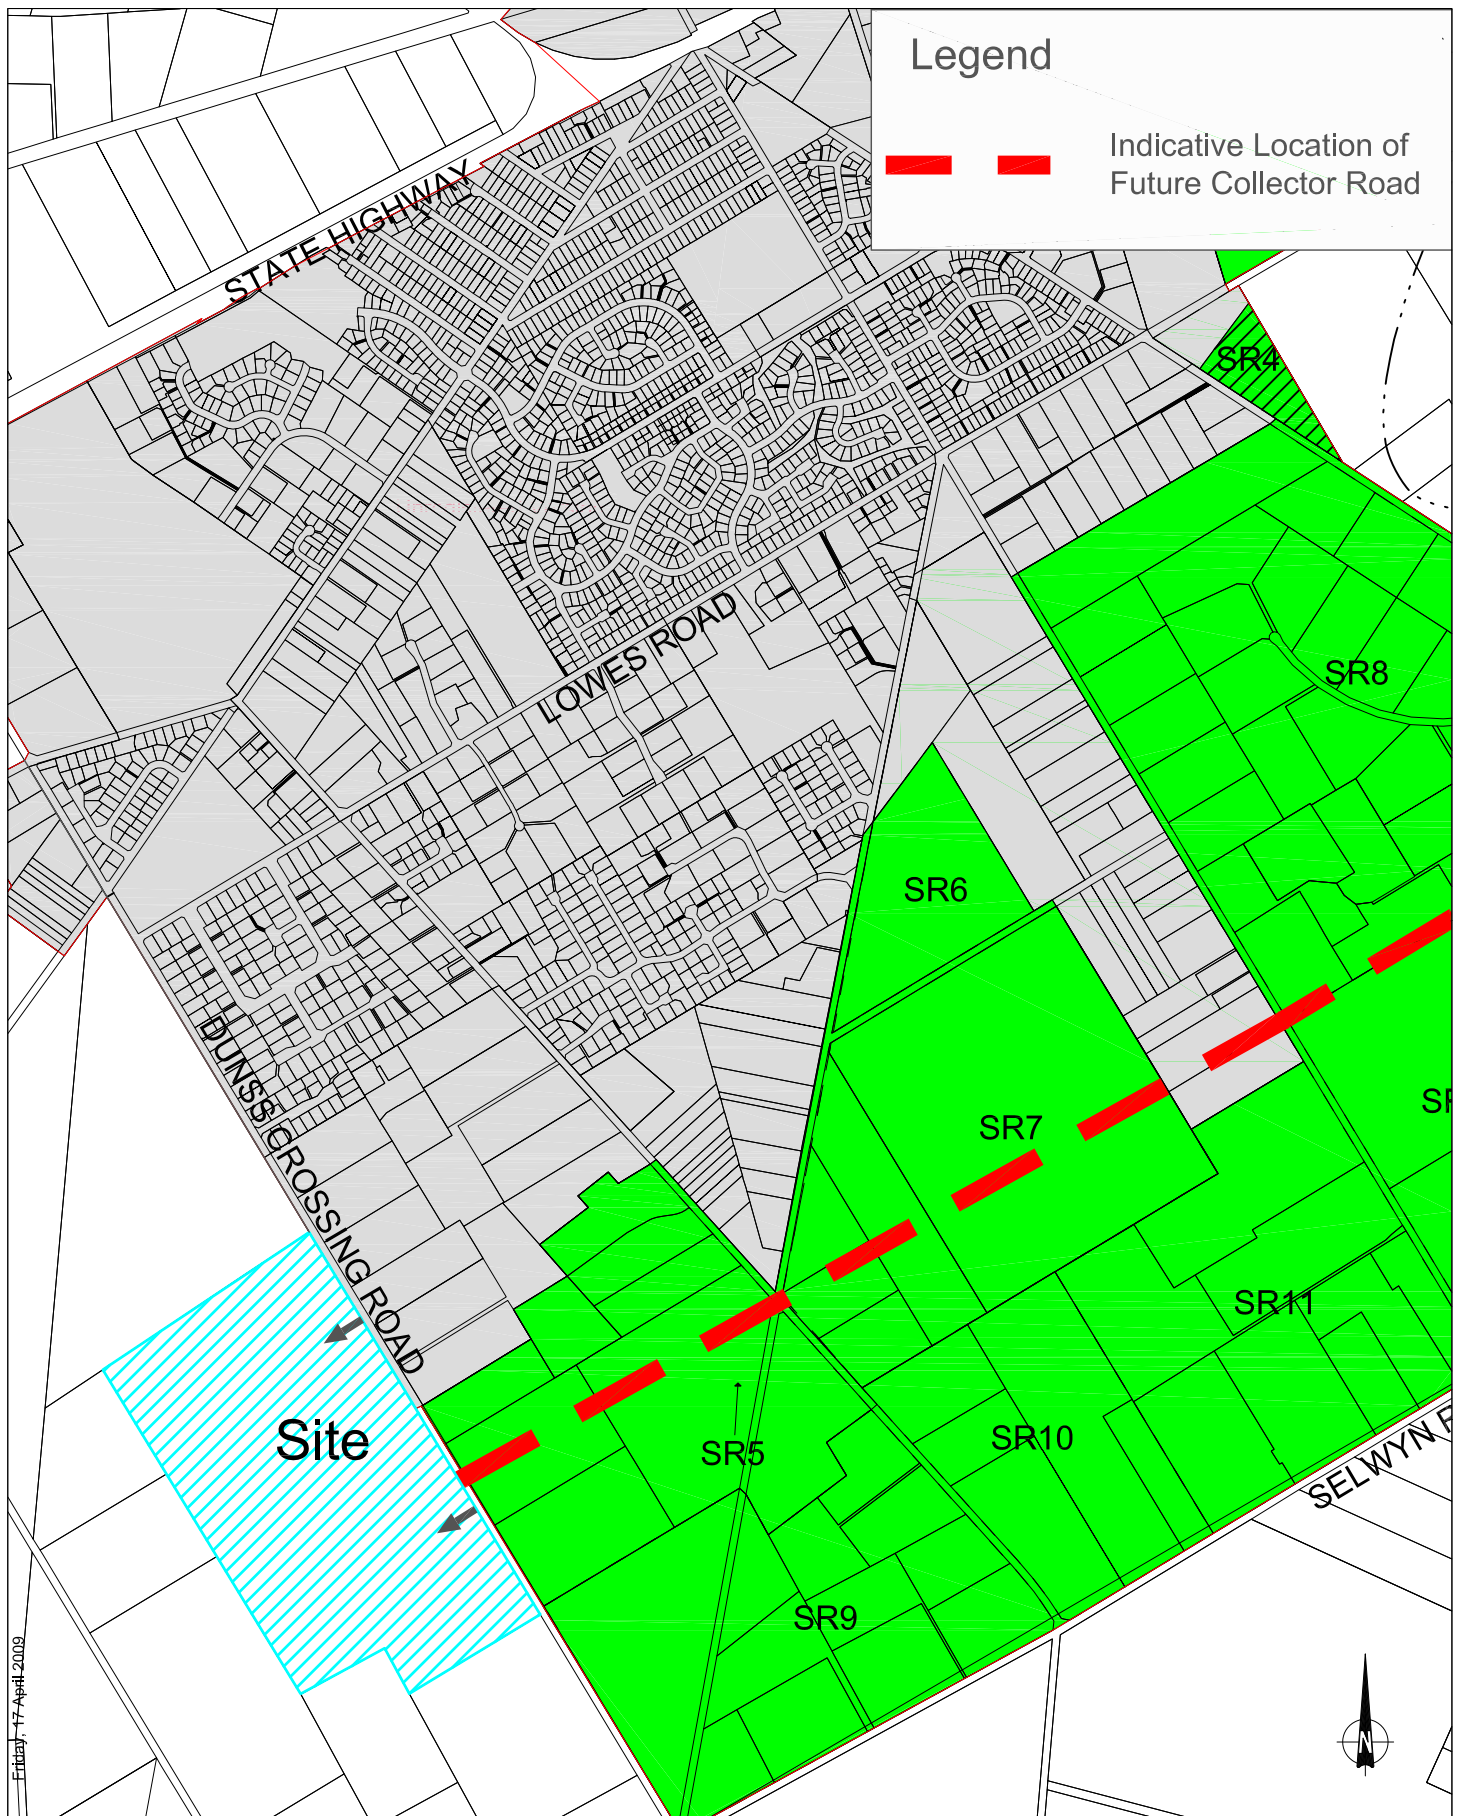 Legend
Indicative Location of
Future Collector Road
STATE HIGHWAY
SR4
LOWES ROAD
SR8
SR6
DUNSS CROSSING ROAD
SR7
SR
SR11
Site
SR5
SR10
SELWYN R
SR9
Friday, 17 April 2009
N